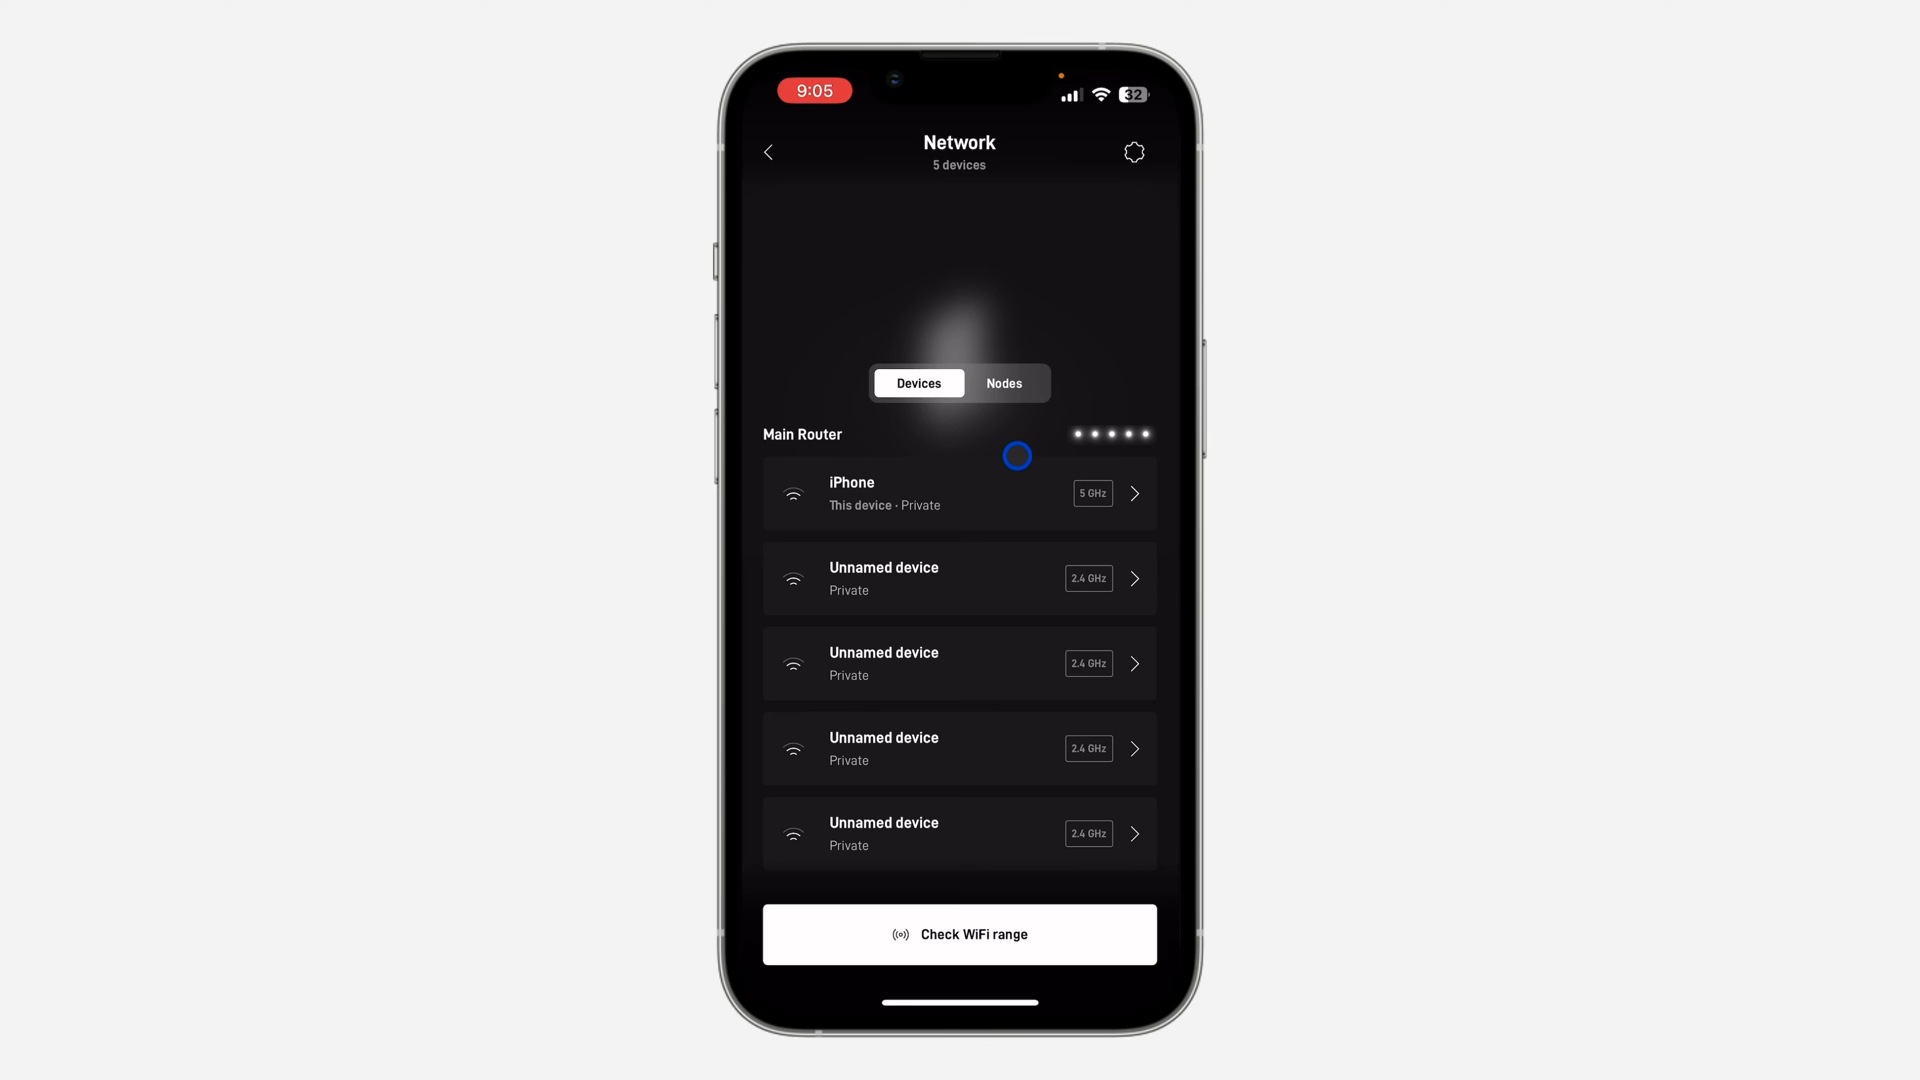 9:05
32
Network
5 devices
Devices
Nodes
Main Router
iPhone
This device · Private
5 GHz
Unnamed device
Private
2.4 GHz
Unnamed device
Private
2.4 GHz
Unnamed device
Private
2.4 GHz
Unnamed device
Private
2.4 GHz
Check WiFi range